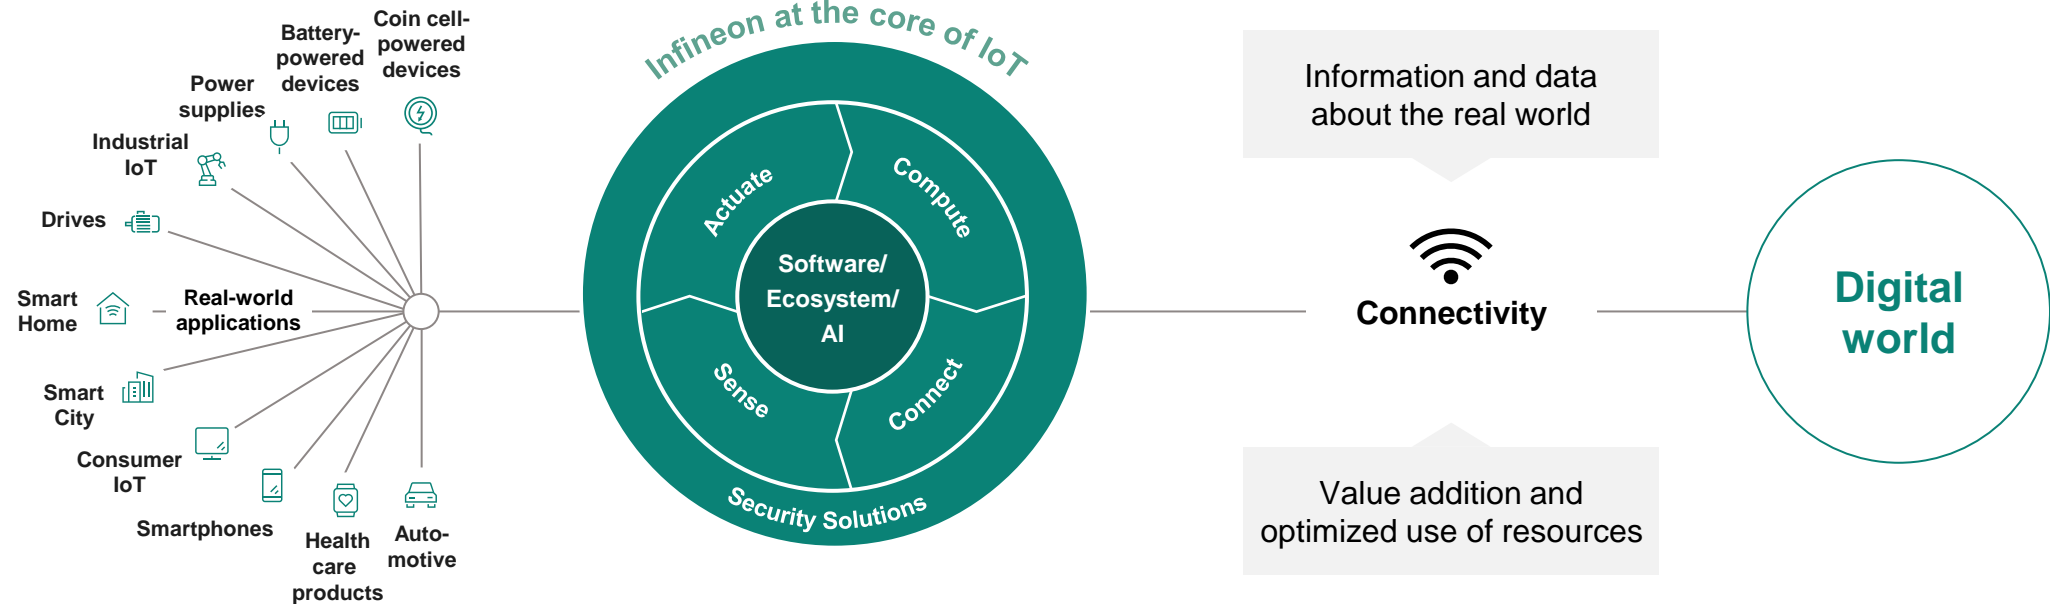 Coin cell-
powered
devices
Battery-
powered
devices
Power
supplies
Industrial
IoT
Drives
Smart
Home
Real-world
applications
Smart
City
Consumer
IoT
Smartphones
Health
care
products
Auto-
motive
Infineon at the core of IoT
Actuate
Compute
Software/
Ecosystem/
AI
Sense
Connect
Security Solutions
Information and data
about the real world
Connectivity
Value addition and
optimized use of resources
Digital
world